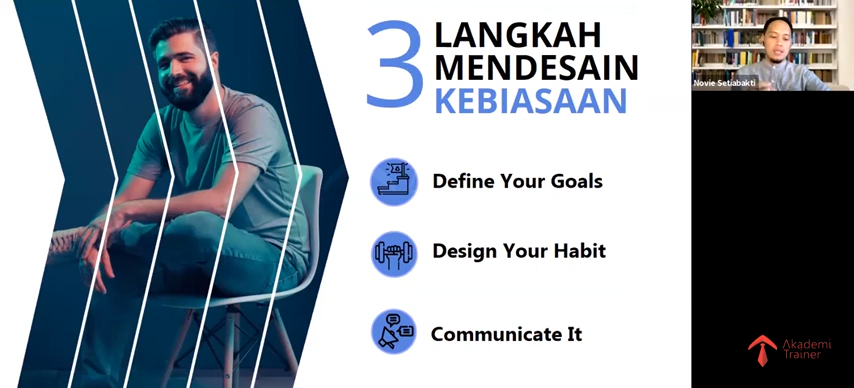 3 LANGKAH
MENDESAIN
KEBIASAAN
Define Your Goals
Design Your Habit
Communicate It
Novie Setiabakti
Akademi
Trainer